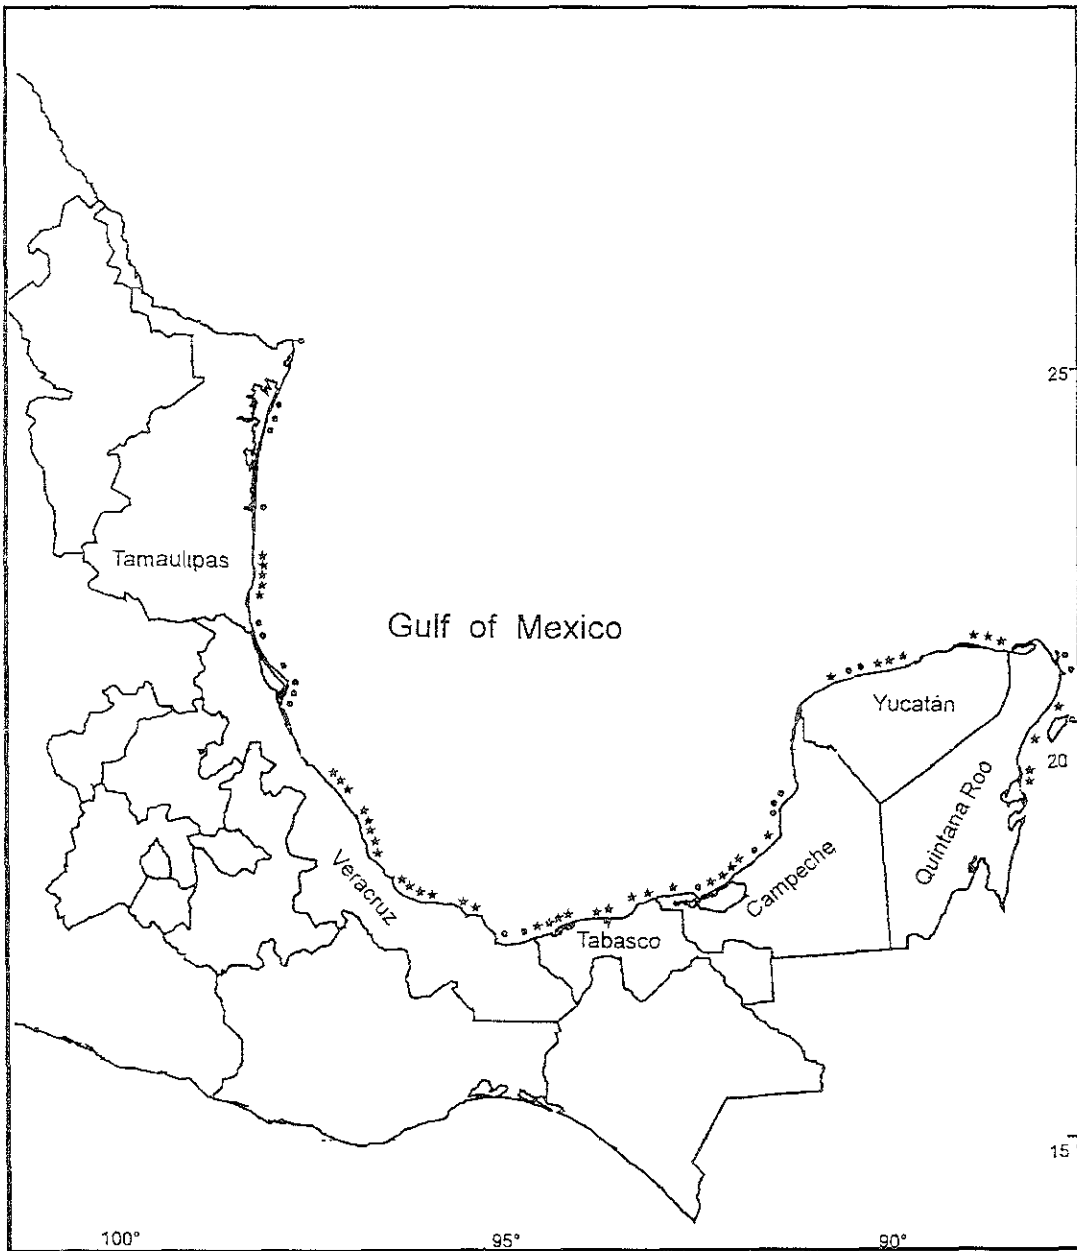 25
Tamaulipas
Gulf of Mexico
Yucatán
20
Quintana Roo
Veracruz
Campeche
Tabasco
15
100°
95°
90°